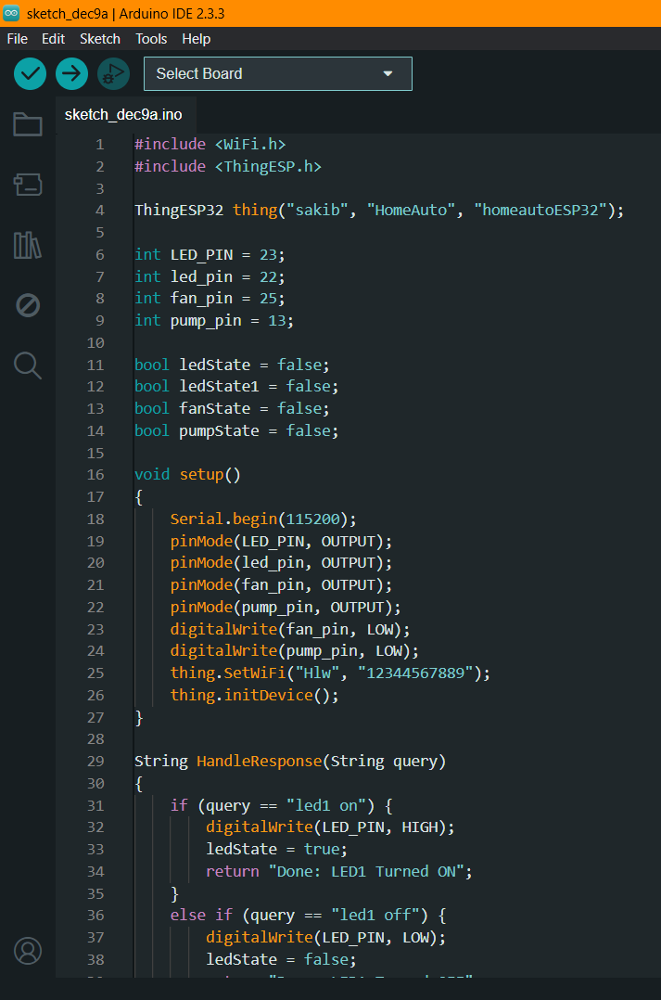 sketch_dec9a | Arduino IDE 2.3.3
File Edit Sketch Tools Help
Select Board
sketch_dec9a.ino
1 #include <WiFi.h>
2 #include <ThingESP.h>
3
4 ThingESP32 thing("sakib", "HomeAuto", "homeautoESP32");
5
6 int LED_PIN = 23;
7 int led_pin = 22;
8 int fan_pin = 25;
9 int pump_pin = 13;
10
11 bool ledState = false;
12 bool ledState1 = false;
13 bool fanState = false;
14 bool pumpState = false;
15
16 void setup()
17 {
18     Serial.begin(115200);
19     pinMode(LED_PIN, OUTPUT);
20     pinMode(led_pin, OUTPUT);
21     pinMode(fan_pin, OUTPUT);
22     pinMode(pump_pin, OUTPUT);
23     digitalWrite(fan_pin, LOW);
24     digitalWrite(pump_pin, LOW);
25     thing.SetWiFi("Hlw", "12344567889");
26     thing.initDevice();
27 }
28
29 String HandleResponse(String query)
30 {
31     if (query == "led1 on") {
32         digitalWrite(LED_PIN, HIGH);
33         ledState = true;
34         return "Done: LED1 Turned ON";
35     }
36     else if (query == "led1 off") {
37         digitalWrite(LED_PIN, LOW);
38         ledState = false;